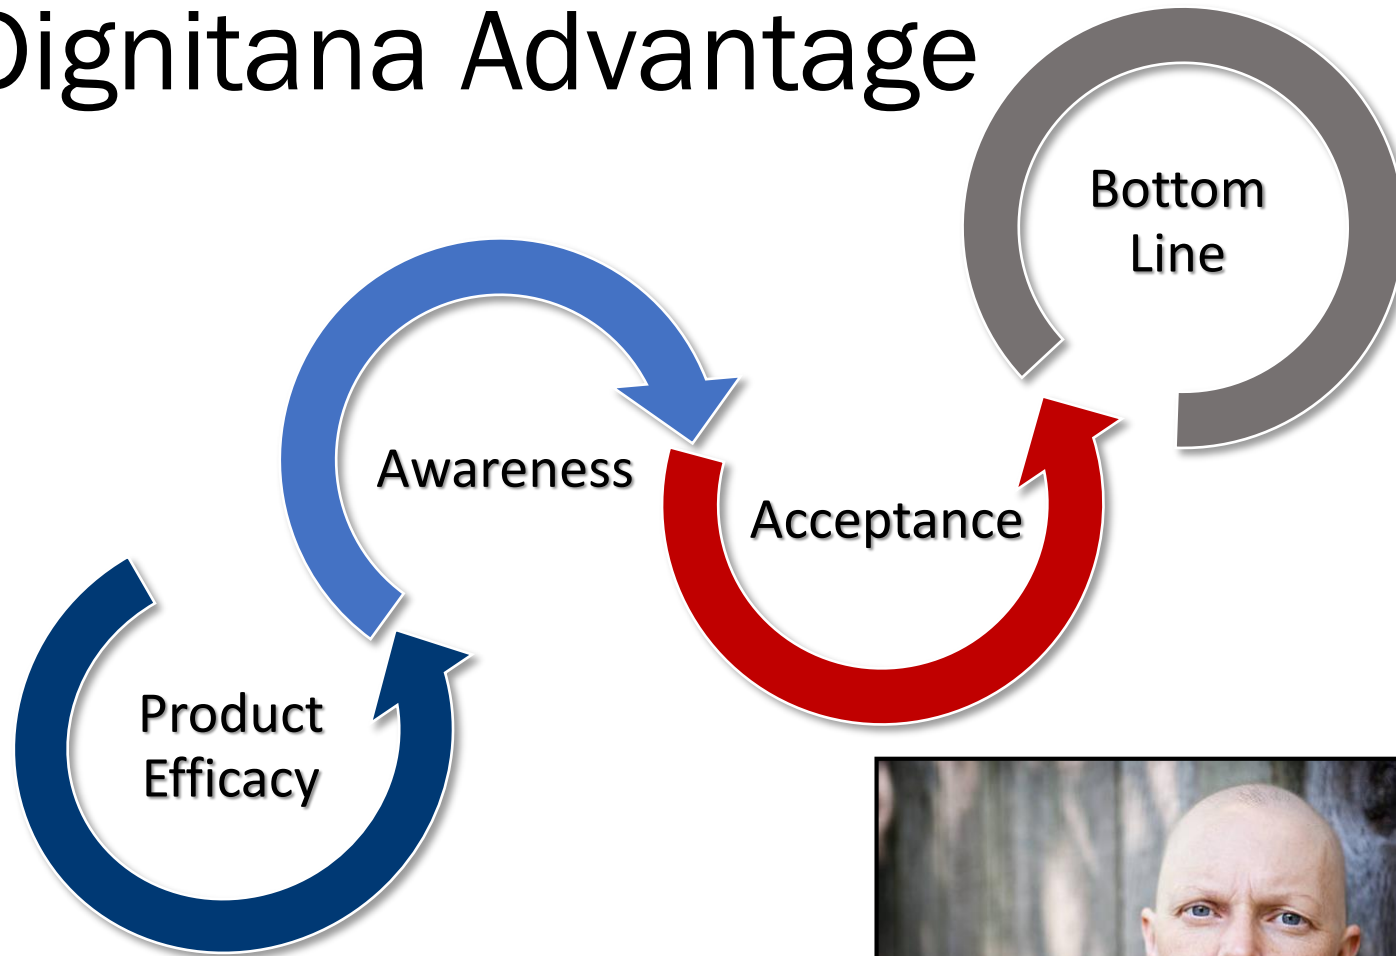 Dignitana Advantage
Bottom
Line
Awareness
Acceptance
Product
Efficacy